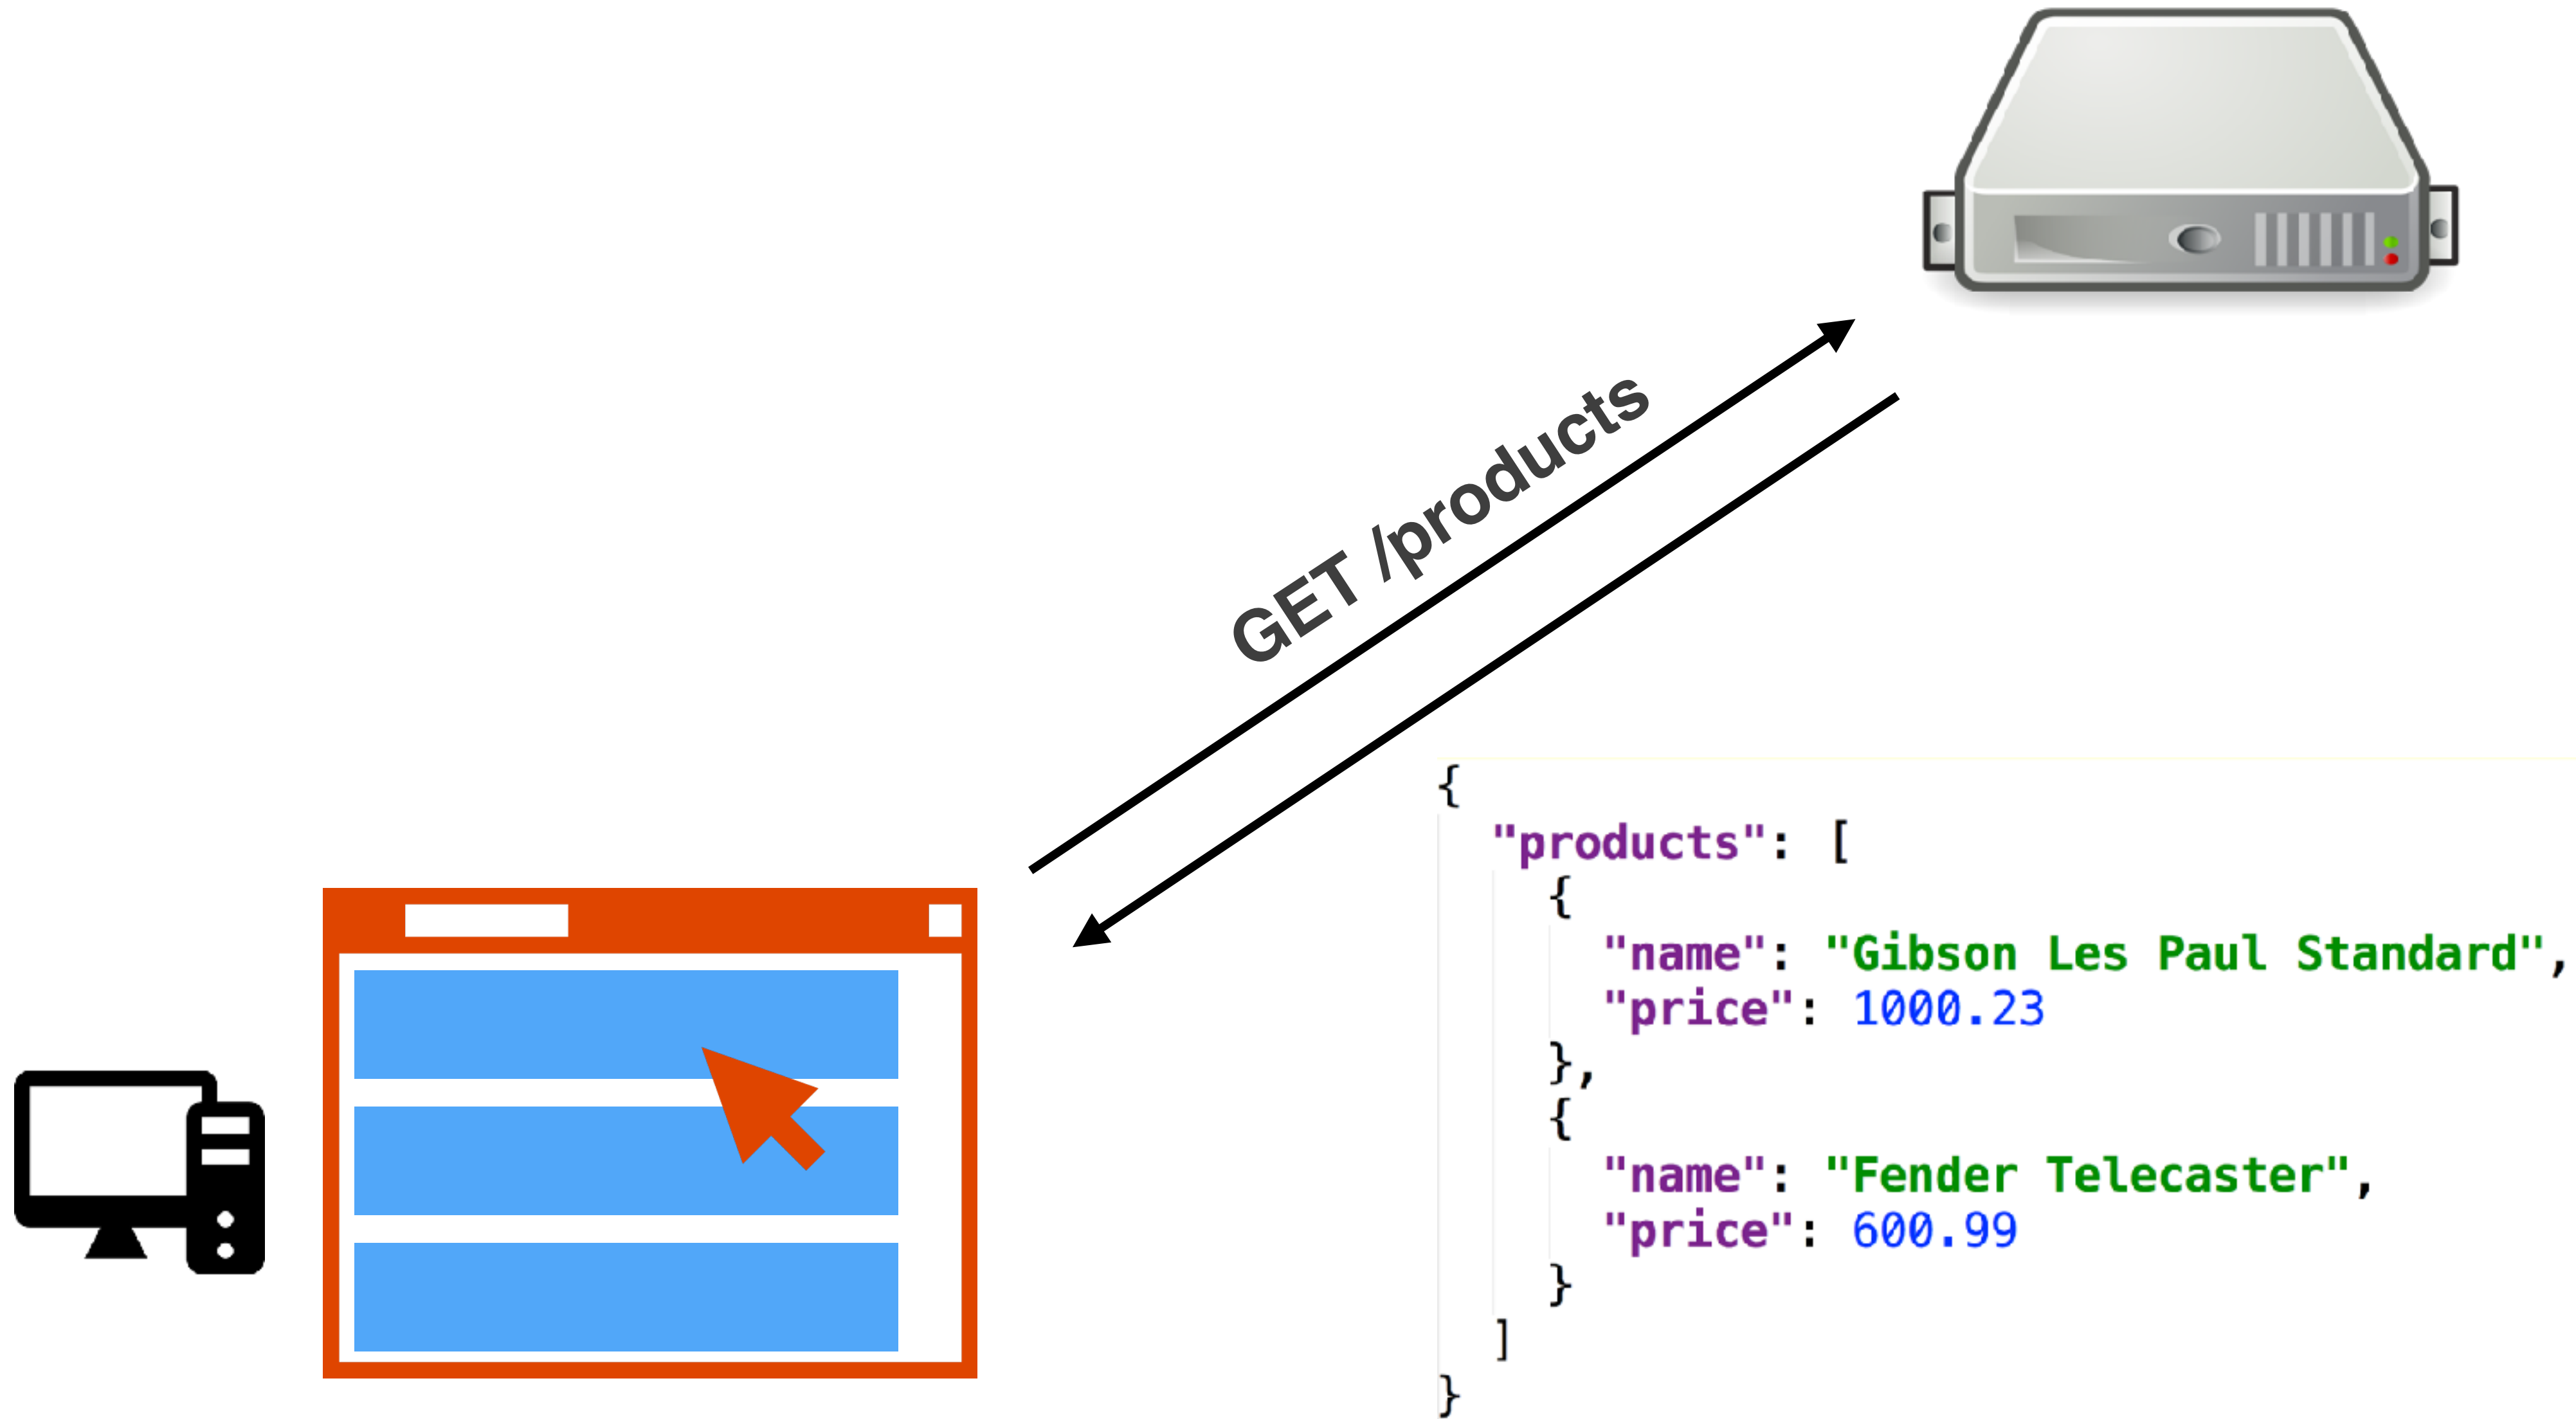 GET /products
{
"products": [
{
"name": "Gibson Les Paul Standard",
"price": 1000.23
},
{
"name": "Fender Telecaster",
"price": 600.99
}
]
}